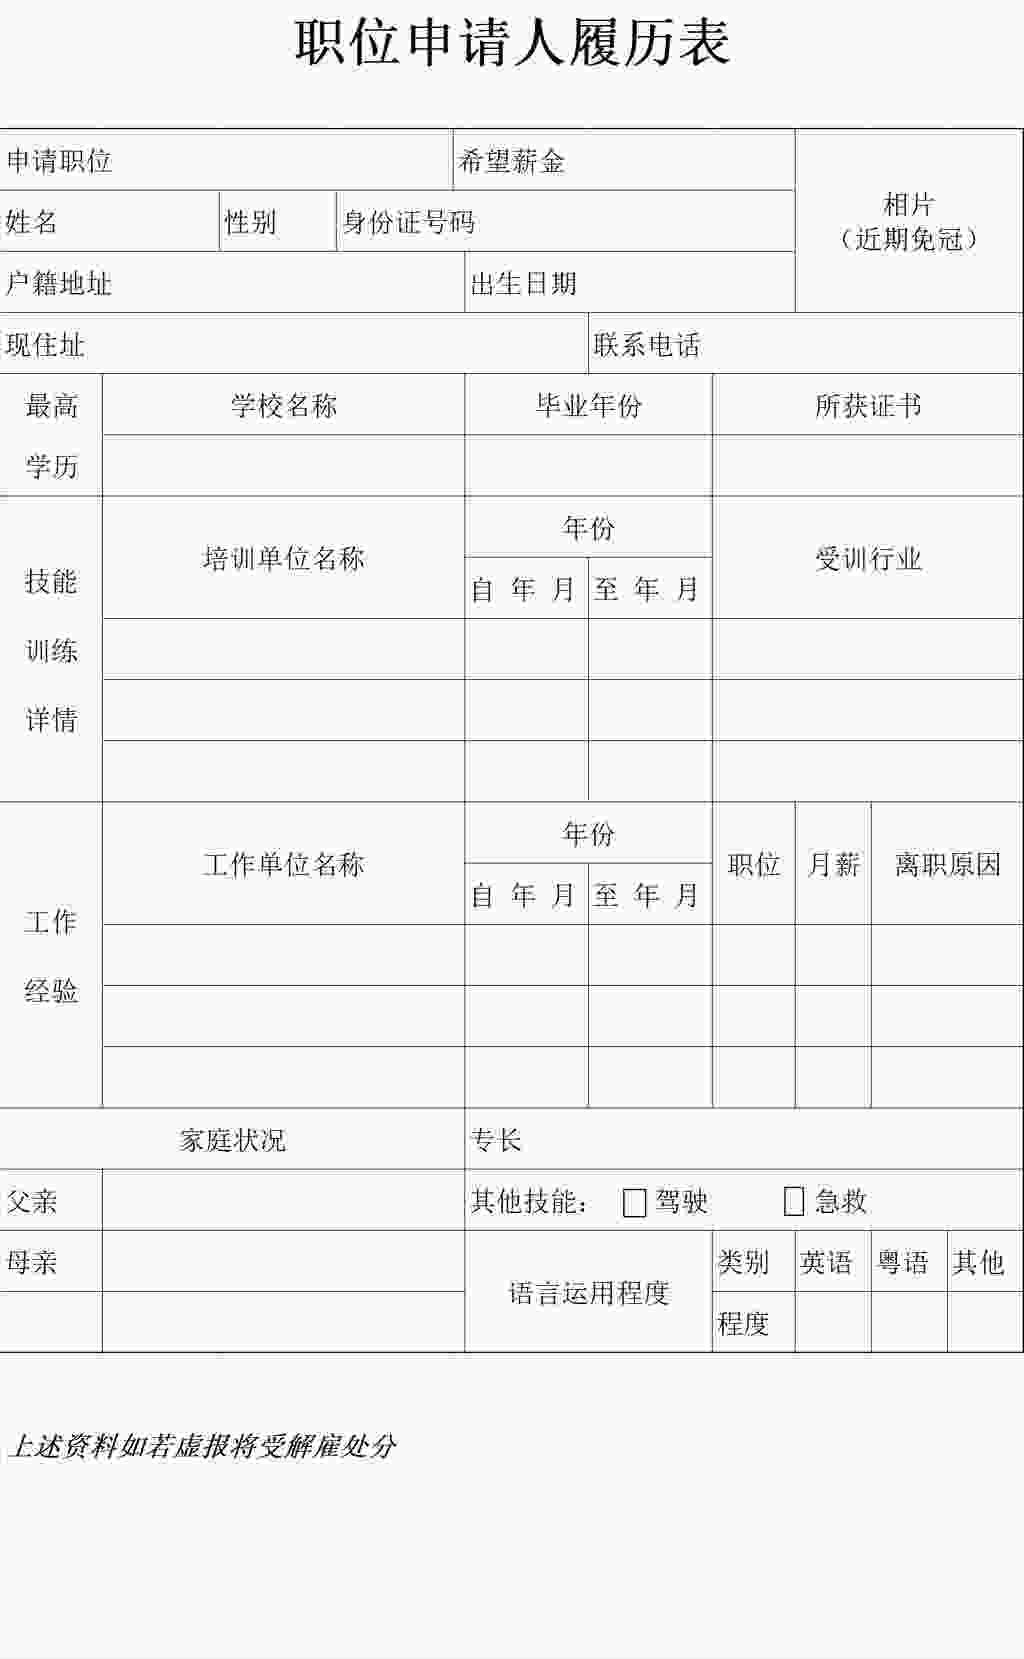 职位申请人履历表
申请职位 希望薪金
相片
（近期免冠）
姓名 性别 身份证号码
户籍地址 出生日期
现住址 联系电话
最高
学历
学校名称 毕业年份 所获证书
技能
训练
详情
培训单位名称 年份 受训行业
自 年 月 至 年 月
工作
经验
工作单位名称 年份 职位 月薪 离职原因
自 年 月 至 年 月
家庭状况 专长
父亲 其他技能： 驾驶 急救
母亲 语言运用程度 类别 英语 粤语 其他
程度
上述资料如若虚报将受解雇处分